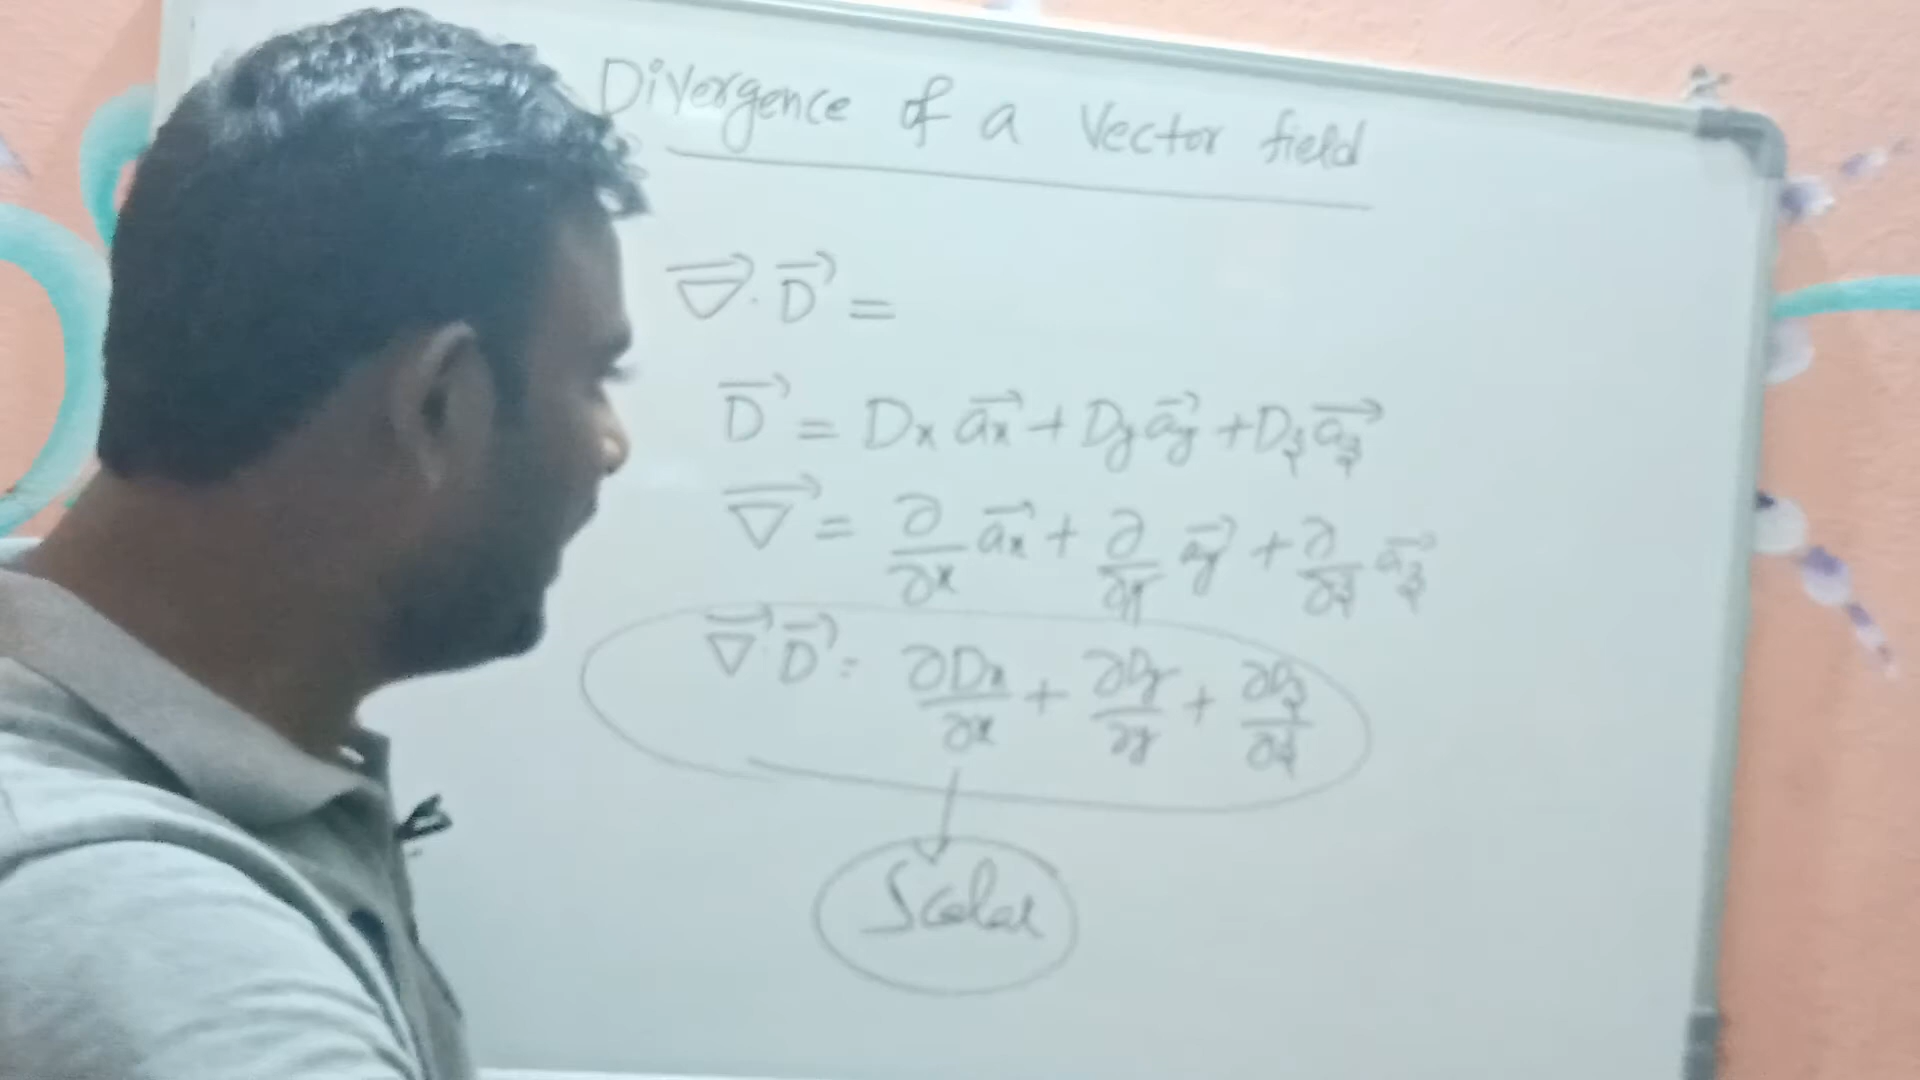 Divergence of a Vector field
∇⃗ · D⃗ =
D⃗ = Dx a⃗x + Dy a⃗y + Dz a⃗z
∇⃗ = ∂/∂x a⃗x + ∂/∂y a⃗y + ∂/∂z a⃗z
∇⃗ · D⃗ = ∂Dx/∂x + ∂Dy/∂y + ∂Dz/∂z
Scalar